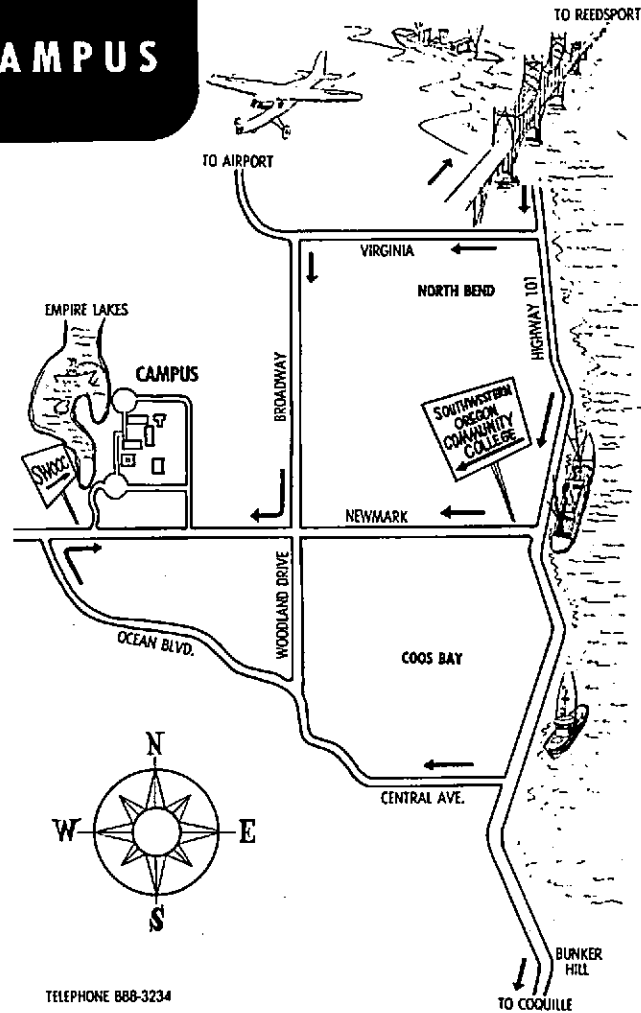 AMPUS
TO REEDSPORT
TO AIRPORT
VIRGINIA
NORTH BEND
HIGHWAY 101
EMPIRE LAKES
CAMPUS
BROADWAY
SOUTHWESTERN
OREGON
COMMUNITY
COLLEGE
SWOCC
NEWMARK
WOODLAND DRIVE
OCEAN BLVD.
COOS BAY
N
W
E
S
CENTRAL AVE.
BUNKER
HILL
TELEPHONE 888-3234
TO COQUILLE